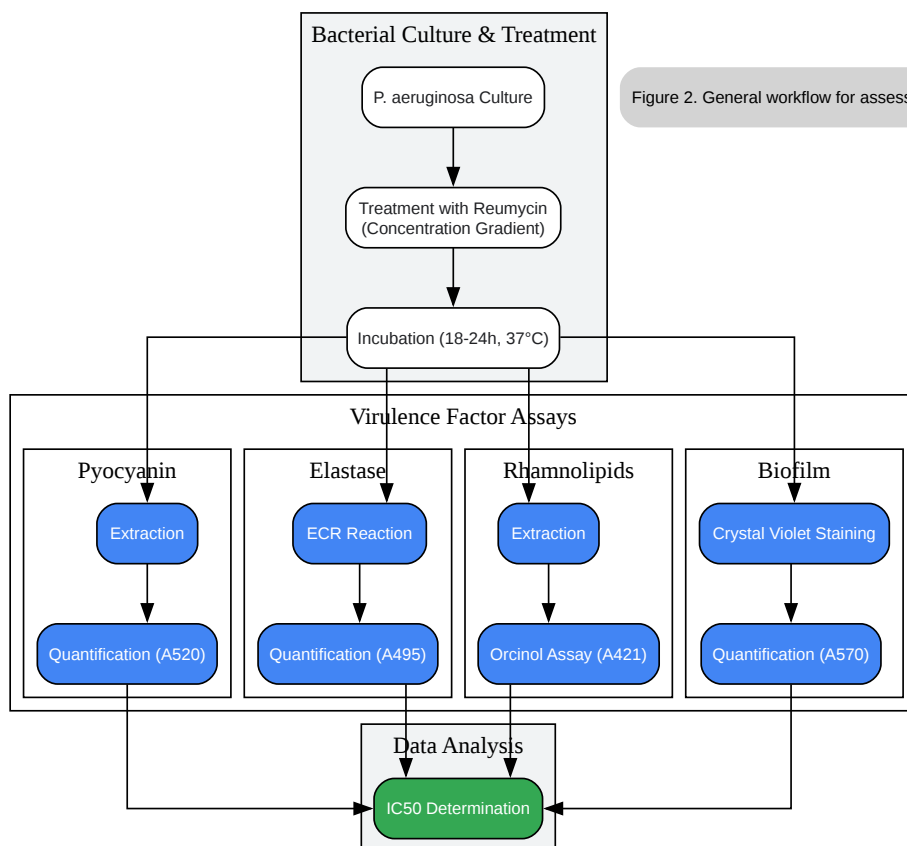 Bacterial Culture & Treatment
P. aeruginosa Culture
Figure 2. General workflow for assess
Treatment with Reumycin
(Concentration Gradient)
Incubation (18-24h, 37°C)
Virulence Factor Assays
Pyocyanin
Elastase
Rhamnolipids
Biofilm
Extraction
ECR Reaction
Extraction
Crystal Violet Staining
Quantification (A520)
Quantification (A495)
Orcinol Assay (A421)
Quantification (A570)
Data Analysis
IC50 Determination